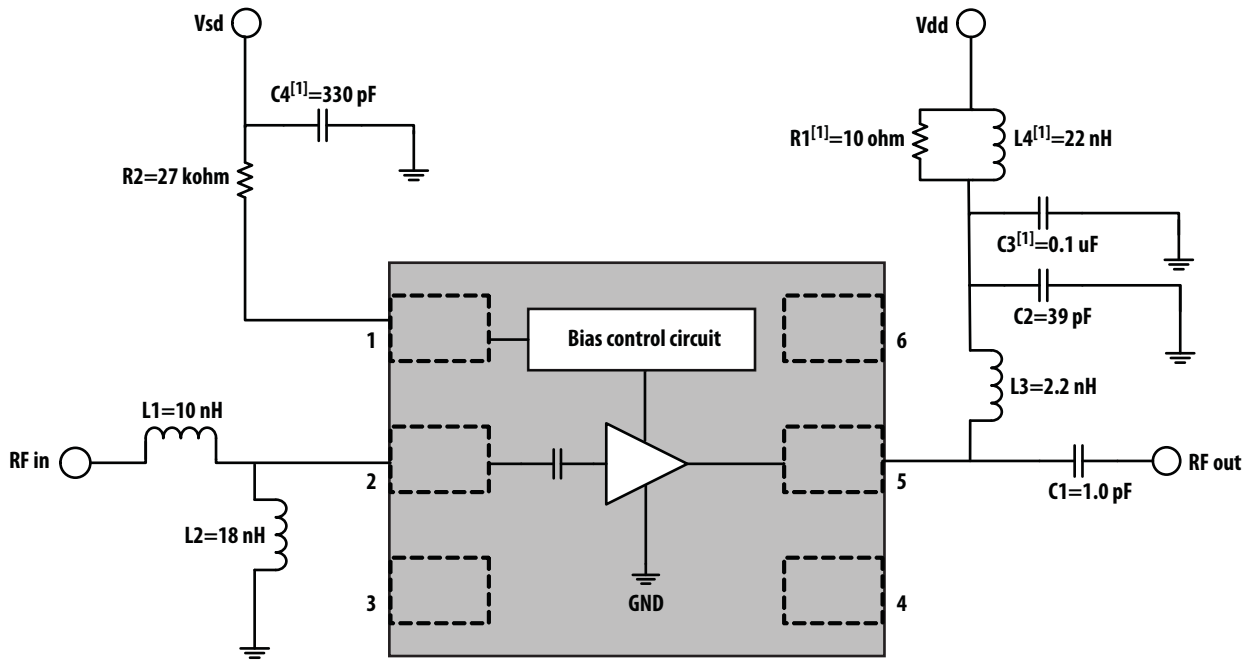 Vsd
Vdd
C4[1]=330 pF
R1[1]=10 ohm
L4[1]=22 nH
R2=27 kohm
C3[1]=0.1 uF
C2=39 pF
1
Bias control circuit
6
L3=2.2 nH
L1=10 nH
RF in
2
5
RF out
C1=1.0 pF
L2=18 nH
3
GND
4